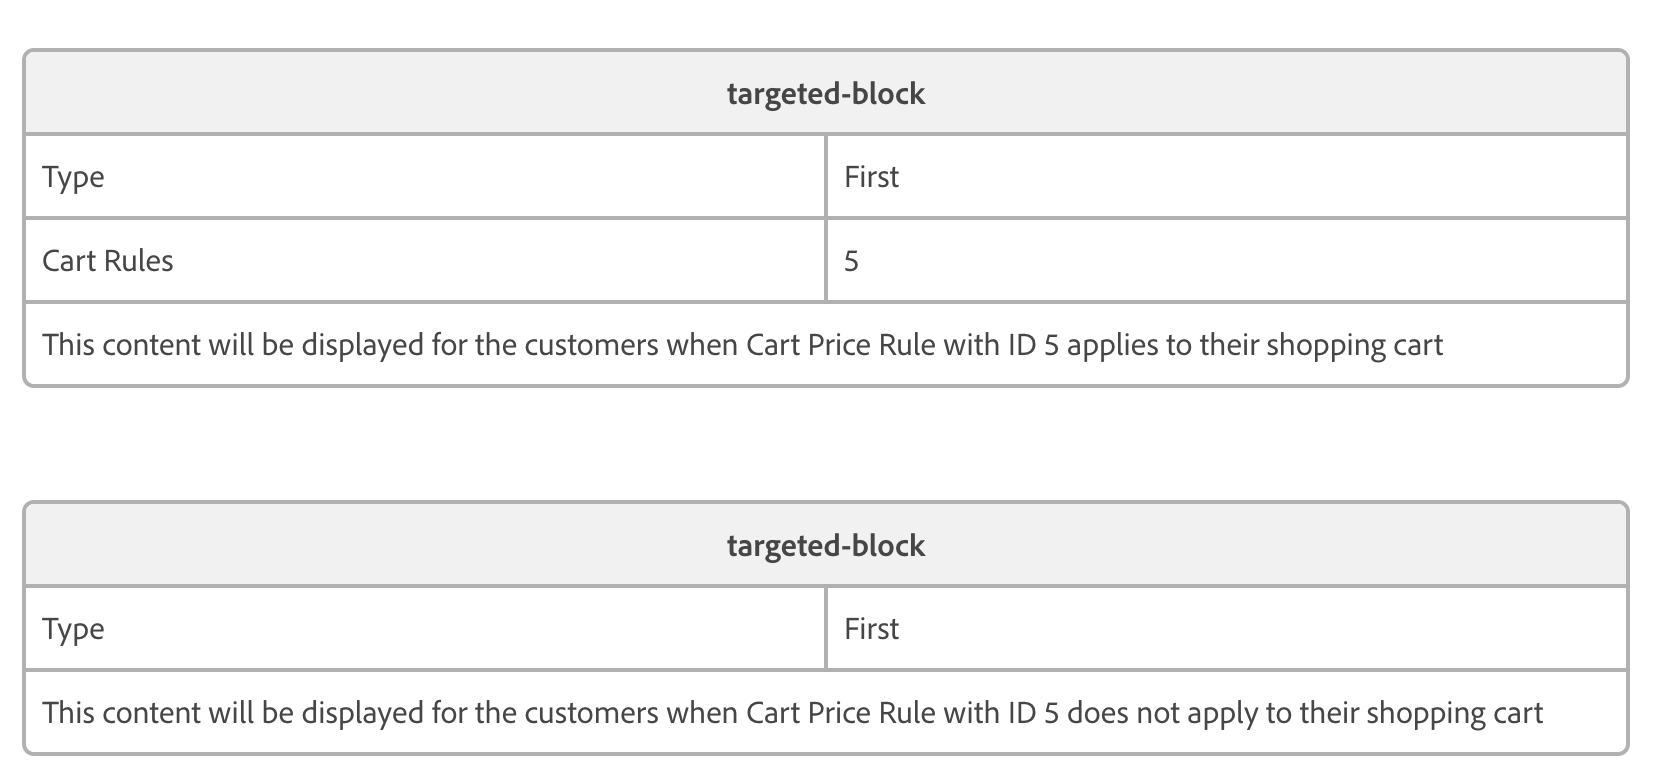 targeted-block
Type First
Cart Rules 5
This content will be displayed for the customers when Cart Price Rule with ID 5 applies to their shopping cart
targeted-block
Type First
This content will be displayed for the customers when Cart Price Rule with ID 5 does not apply to their shopping cart